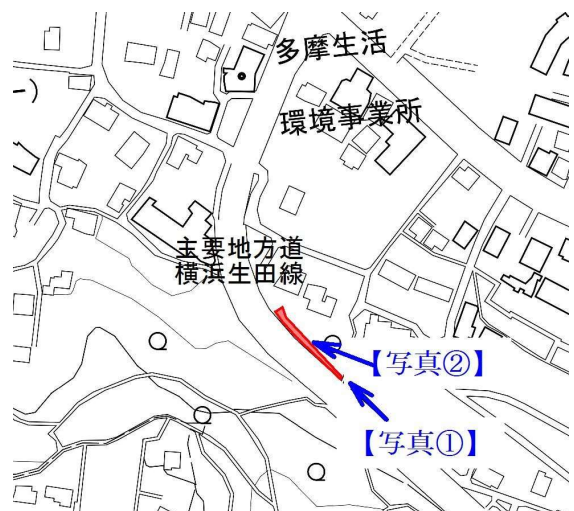 多摩生活
環境事業所
ー)
主要地方道
横浜生田線
【写真②】
【写真①】